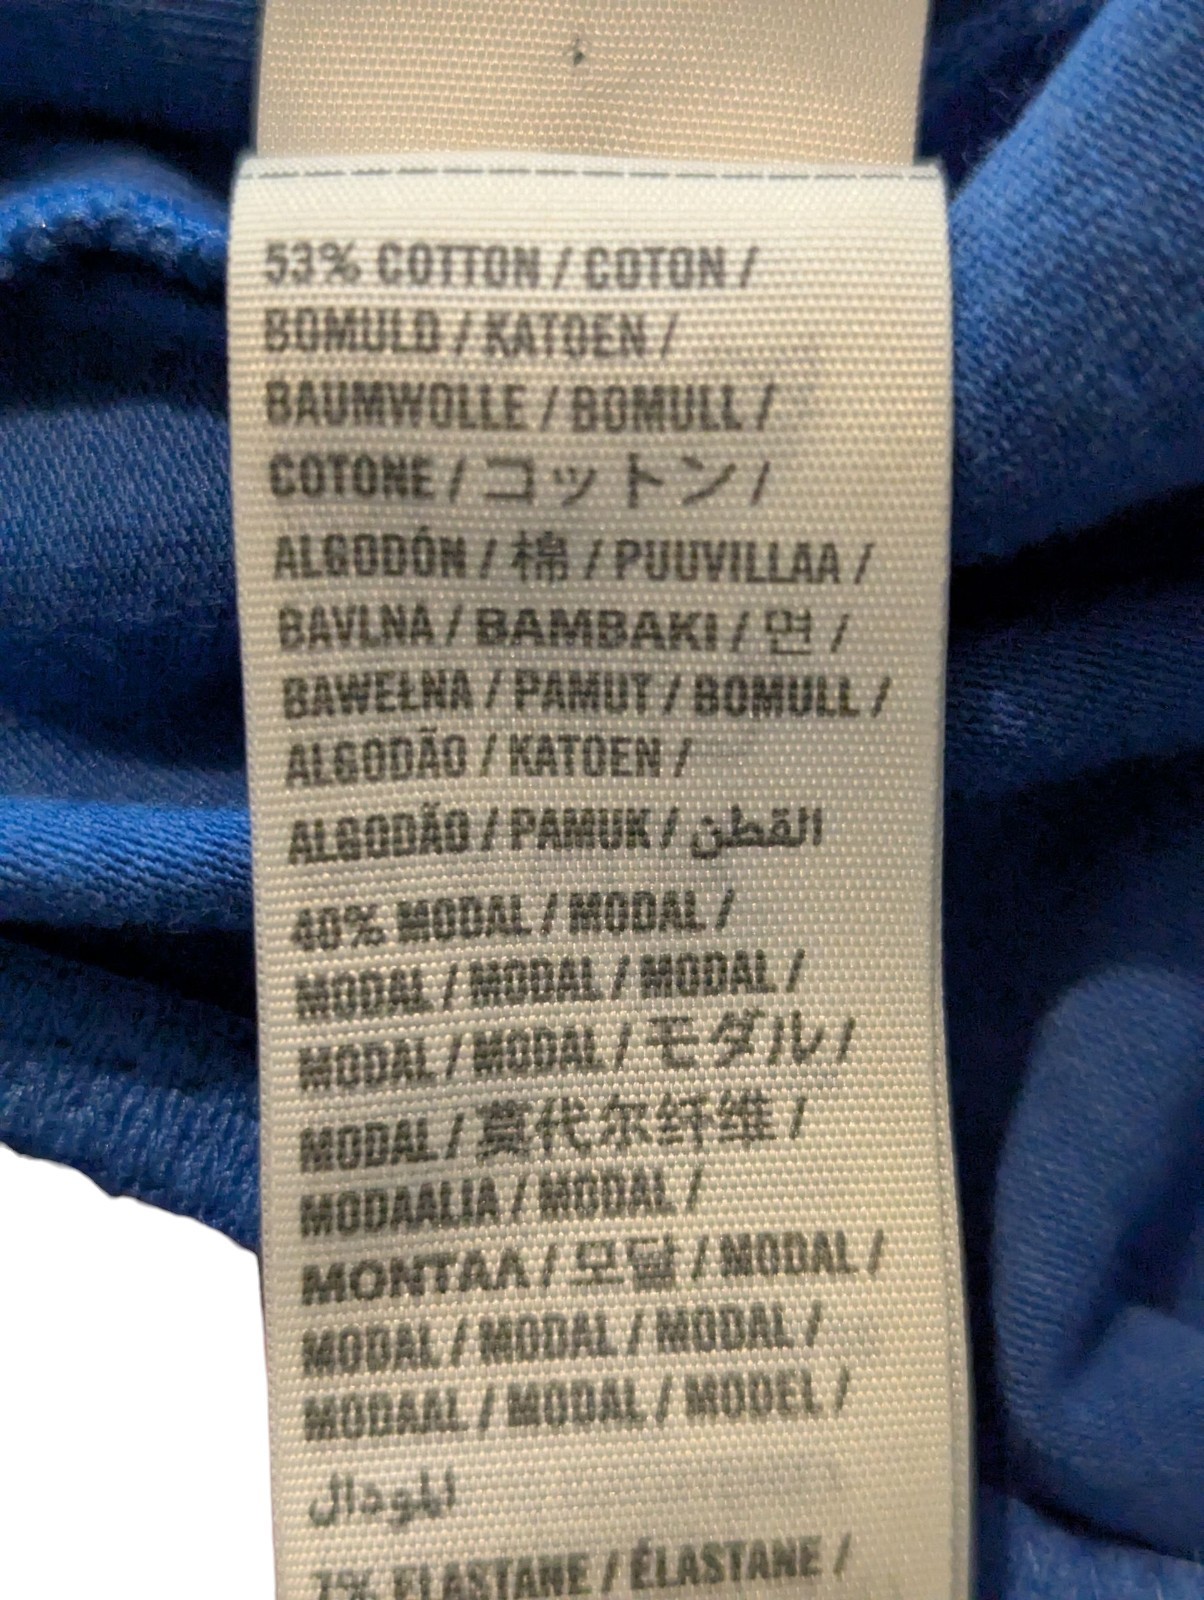 53% COTTON / COTON /
BOMULD / KATOEN /
BAUMWOLLE / BOMULL /
COTONE / コットン /
ALGODÓN / 棉 / PUUVILLAA /
BAVLNA / BAMBAKI / 면 /
BAWEŁNA / PAMUT / BOMULL /
ALGODÃO / KATOEN /
ALGODÃO / PAMUK / القطن
40% MODAL / MODAL /
MODAL / MODAL / MODAL /
MODAL / MODAL / モダル /
MODAL / 莫代尔纤维 /
MODAALIA / MODAL /
MONTAA / 모달 / MODAL /
MODAL / MODAL / MODAL /
MODAAL / MODAL / MODEL /
الموдال
7% ELASTANE / ÉLASTANE /